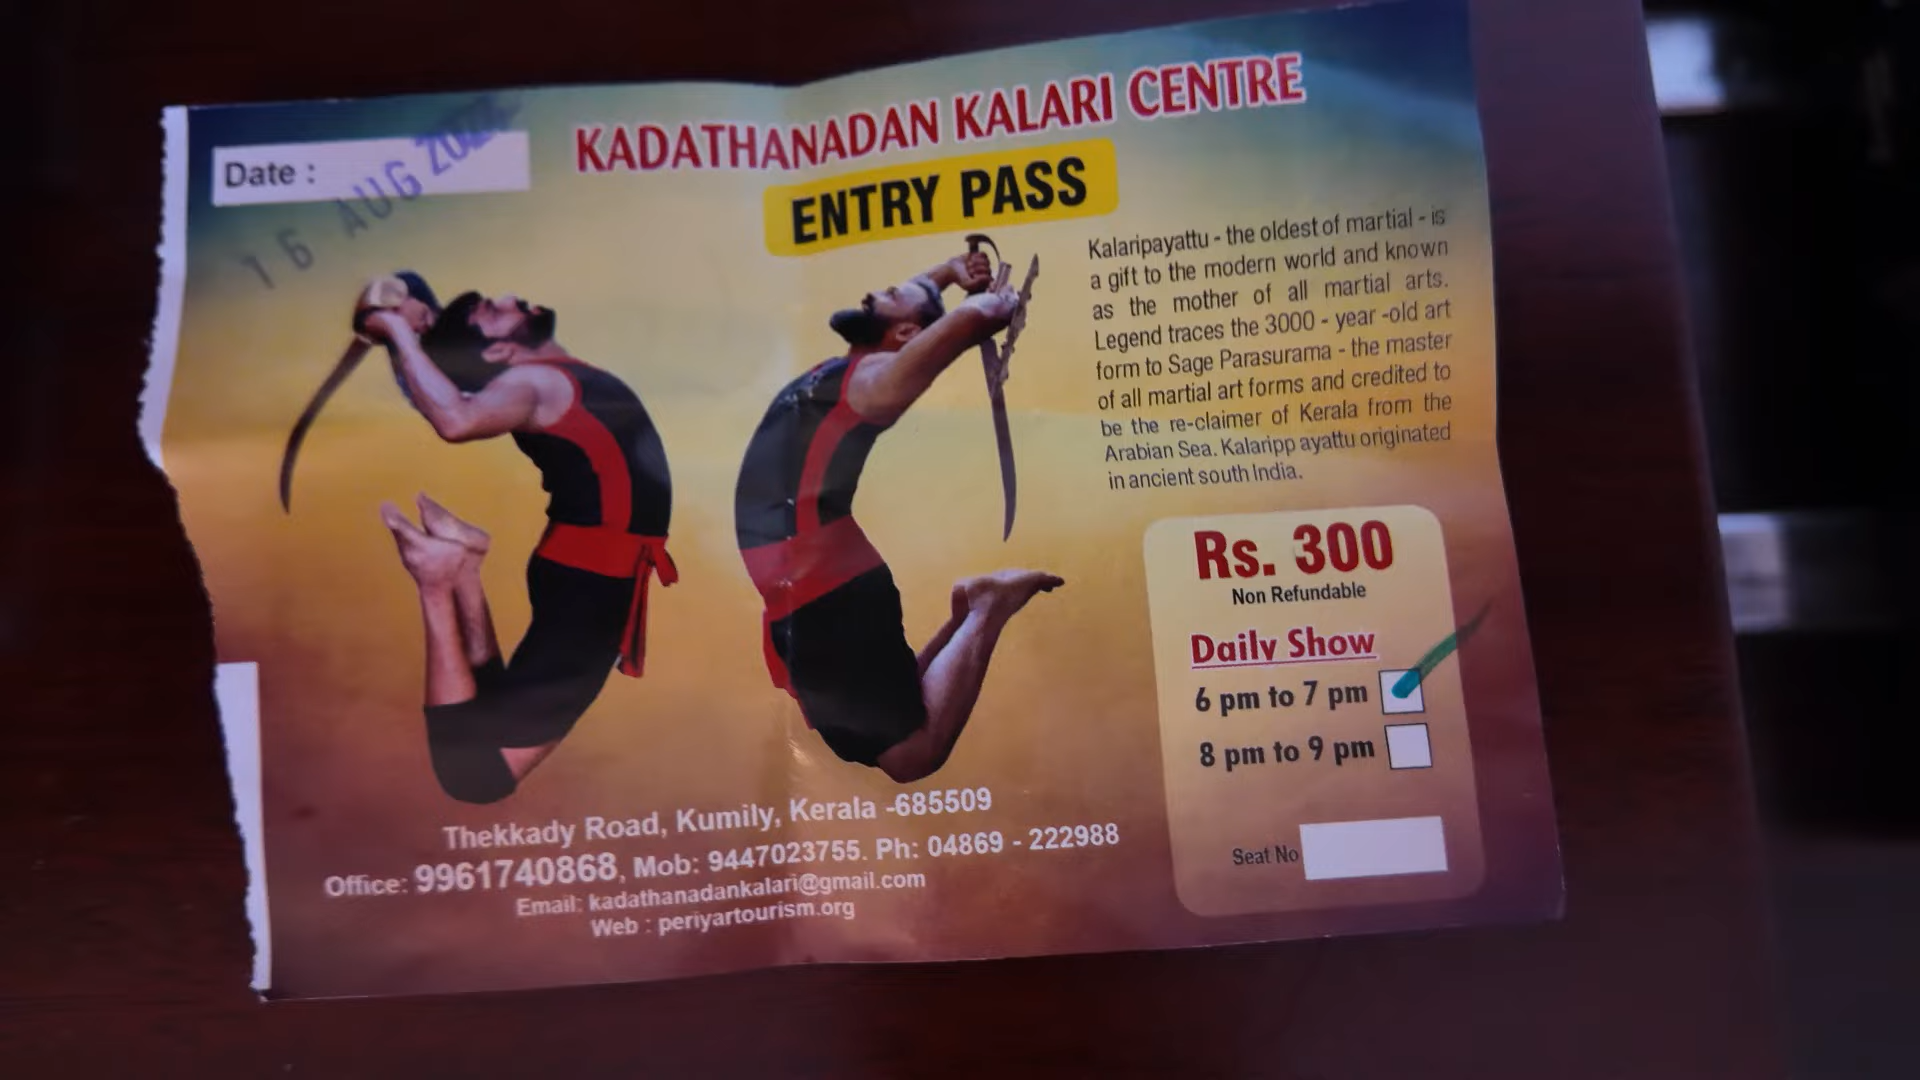 KADATHANADAN KALARI CENTRE
Date :
16 AUG
ENTRY PASS
Kalaripayattu - the oldest of martial - is
a gift to the modern world and known
as the mother of all martial arts.
Legend traces the 3000 - year -old art
form to Sage Parasurama - the master
of all martial art forms and credited to
be the re-claimer of Kerala from the
Arabian Sea. Kalaripp ayattu originated
in ancient south India.
Rs. 300
Non Refundable
Daily Show
6 pm to 7 pm
8 pm to 9 pm
Seat No
Thekkady Road, Kumily, Kerala -685509
Office: 9961740868, Mob: 9447023755. Ph: 04869 - 222988
Email: kadathanadankalari@gmail.com
Web : periyartourism.org